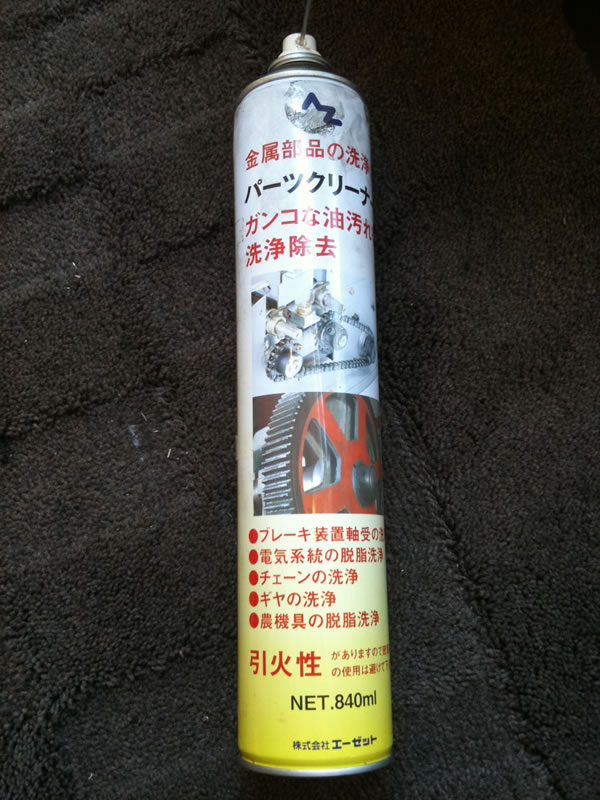 AZ
金属部品の洗浄
パーツクリーナ
ガンコな油汚れ
洗浄除去
●ブレーキ装置軸受の洗
●電気系統の脱脂洗浄
●チェーンの洗浄
●ギヤの洗浄
●農機具の脱脂洗浄
引火性
がありますので密
の使用は避けて下
NET.840ml
株式会社 エーゼット